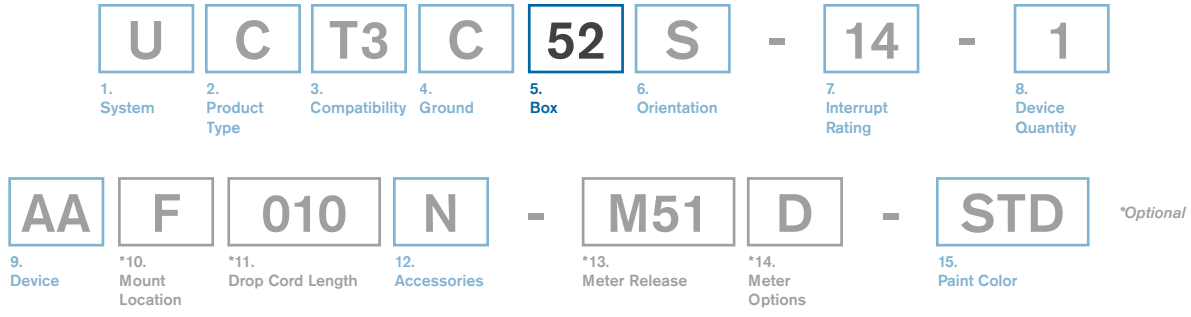 U C T3 C 52 S - 14 - 1
1. 2. 3. 4. 5. 6. 7. 8.
System Product Compatibility Ground Box Orientation Interrupt Device
Type Rating Quantity
AA F 010 N - M51 D - STD *Optional
9. *10. *11. 12. *13. *14. 15.
Device Mount Drop Cord Length Accessories Meter Release Meter Paint Color
Location Options